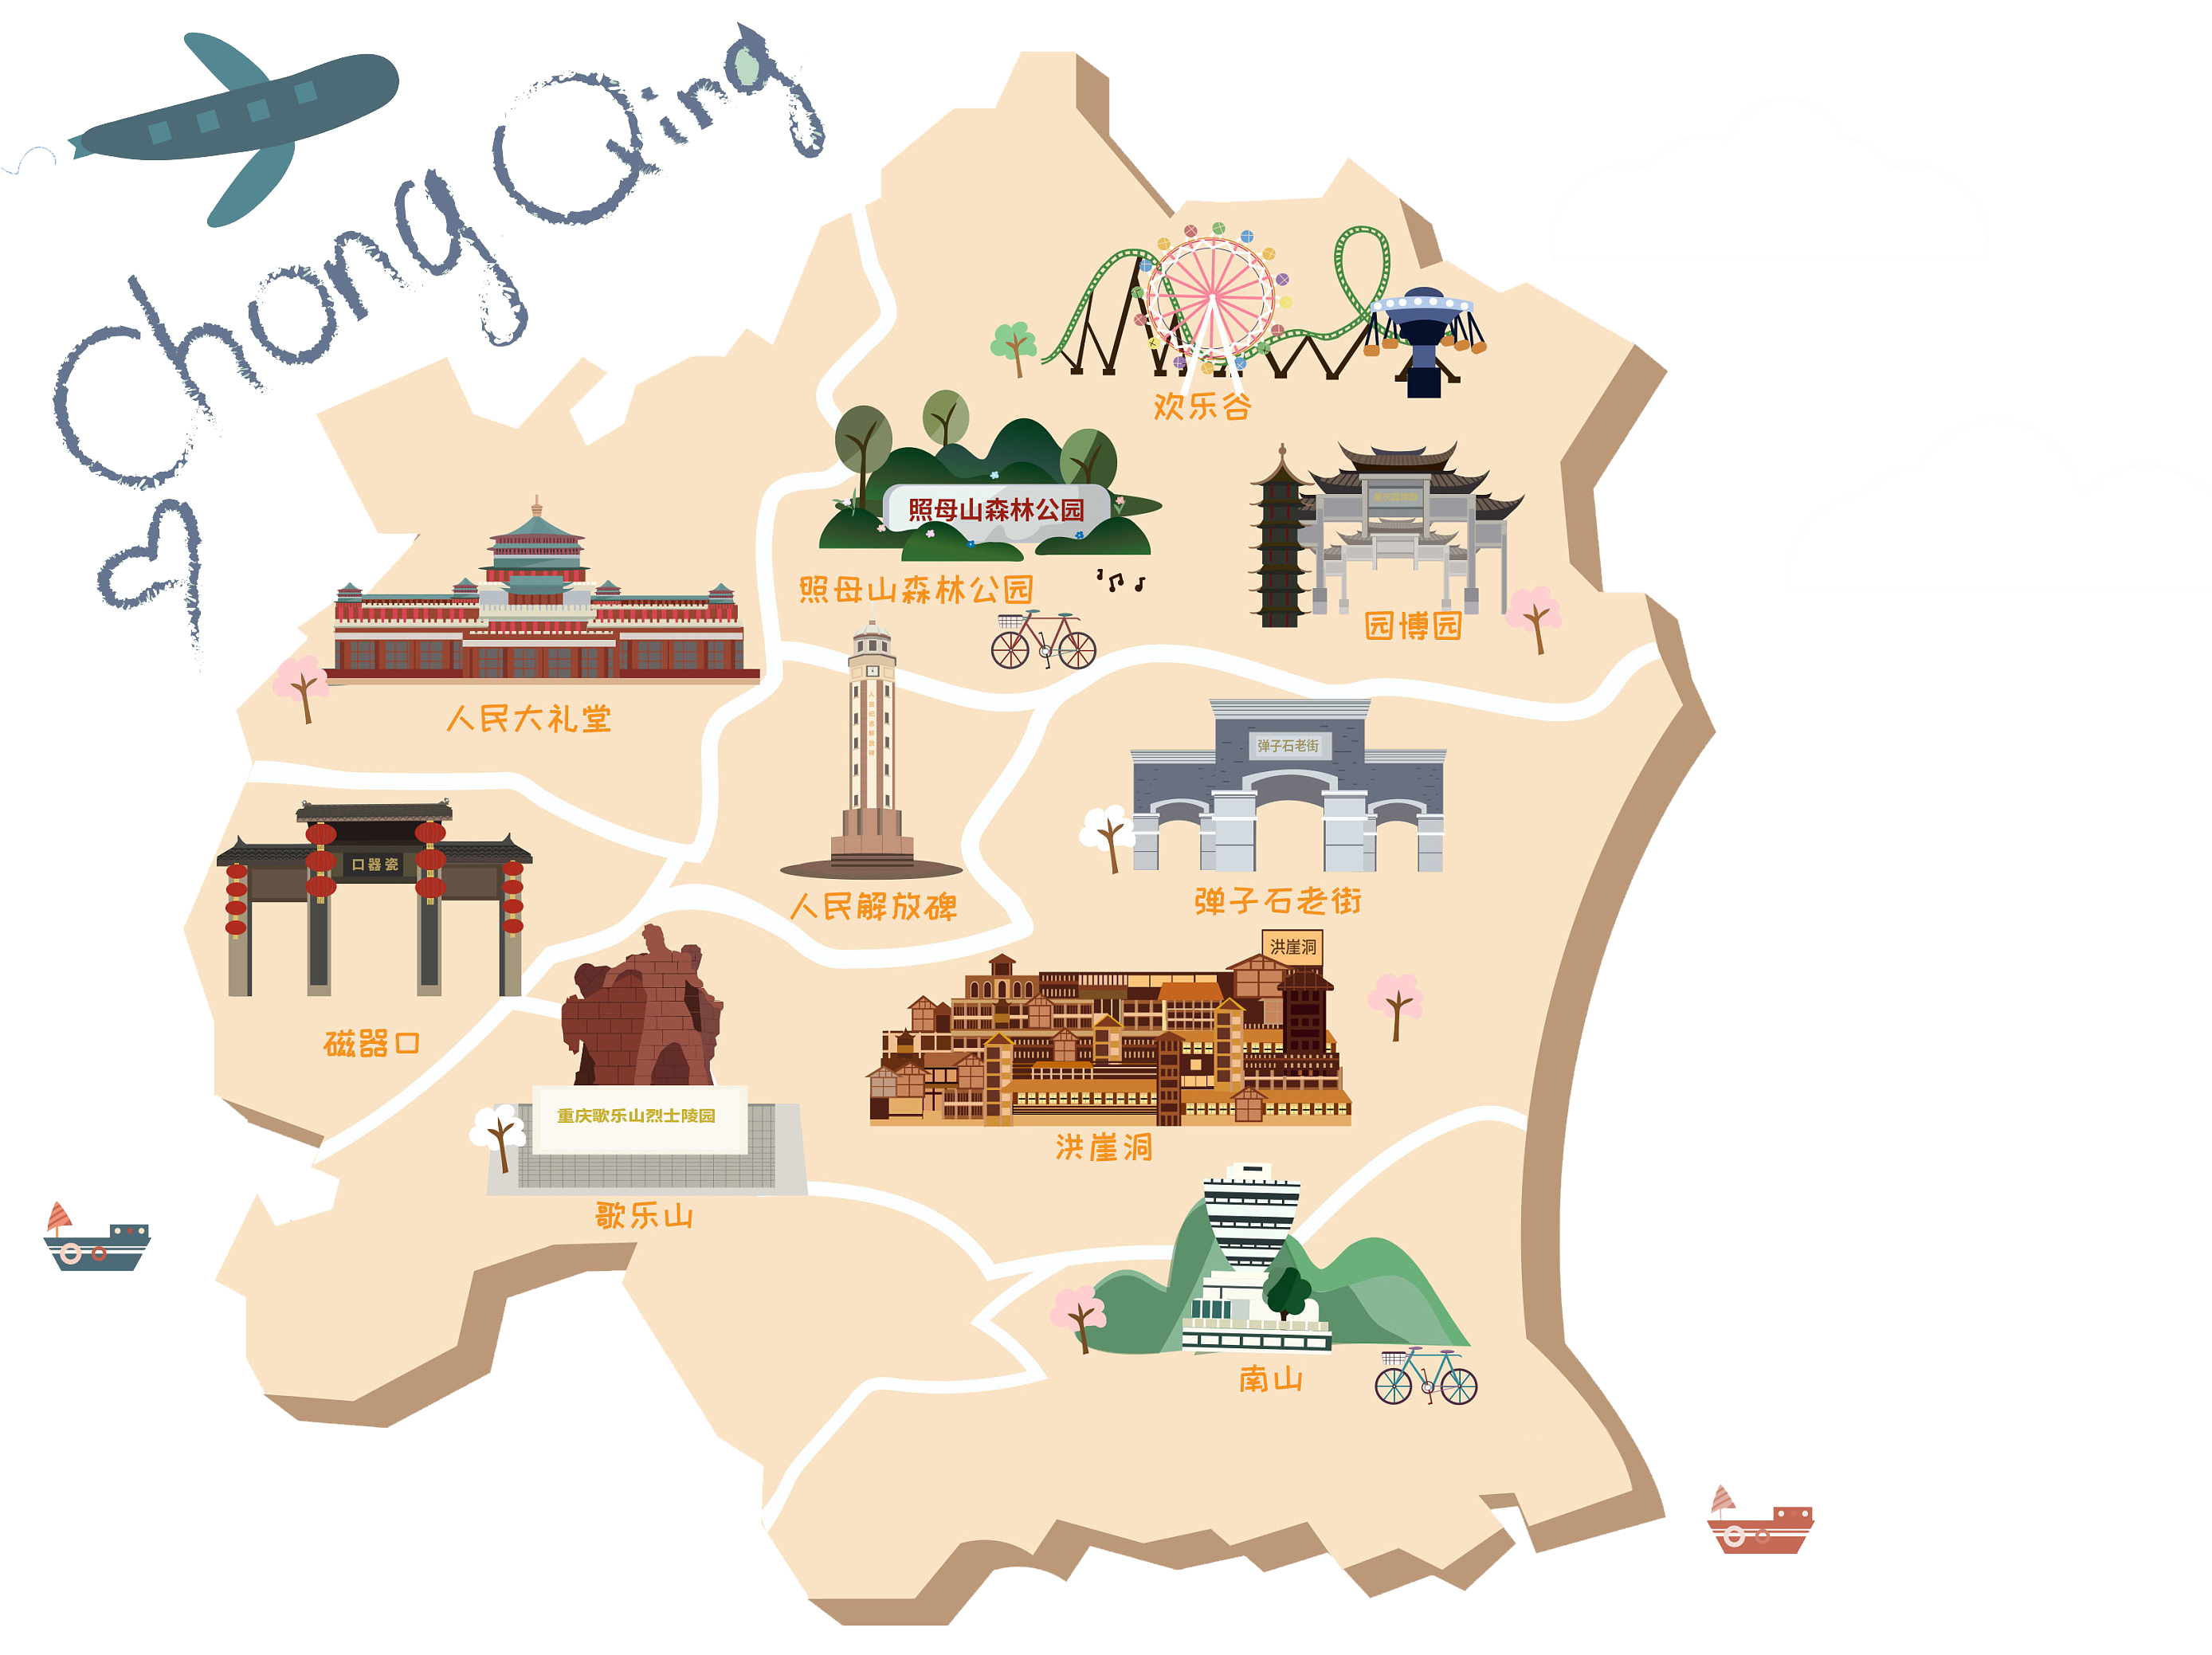 Chong Qing
欢乐谷
照母山森林公园
照母山森林公园
园博园
人民大礼堂
弹子石老街
弹子石老街
口器瓷
人民解放碑
洪崖洞
磁器口
重庆歌乐山烈士陵园
洪崖洞
歌乐山
南山